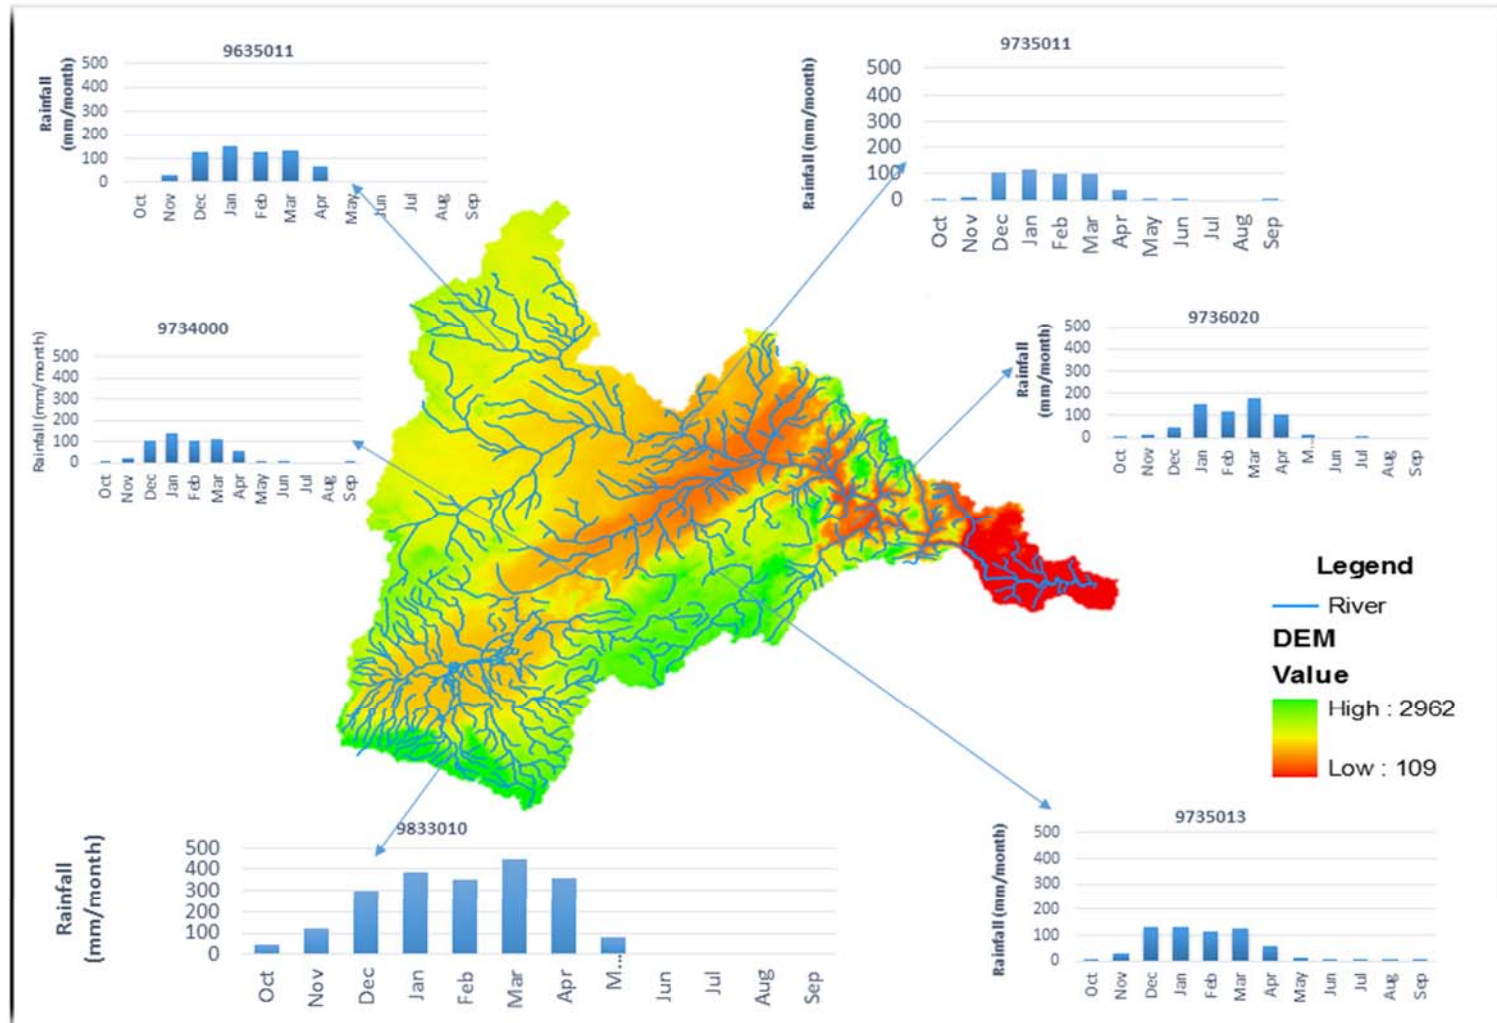 9635011
Rainfall
(mm/month)
500
400
300
200
100
0
Oct Nov Dec Jan Feb Mar Apr May Jun Jul Aug Sep
9735011
Rainfall (mm/month)
500
400
300
200
100
0
Oct Nov Dec Jan Feb Mar Apr May Jun Jul Aug Sep
9734000
Rainfall (mm/month)
500
400
300
200
100
0
Oct Nov Dec Jan Feb Mar Apr May Jun Jul Aug Sep
9736020
Rainfall
(mm/month)
500
400
300
200
100
0
Oct Nov Dec Jan Feb Mar Apr M... Jun Jul Aug Sep
Legend
River
DEM
Value
High : 2962
Low : 109
9833010
Rainfall
(mm/month)
500
400
300
200
100
0
Oct Nov Dec Jan Feb Mar Apr M... Jun Jul Aug Sep
9735013
Rainfall (mm/month)
500
400
300
200
100
0
Oct Nov Dec Jan Feb Mar Apr May Jun Jul Aug Sep